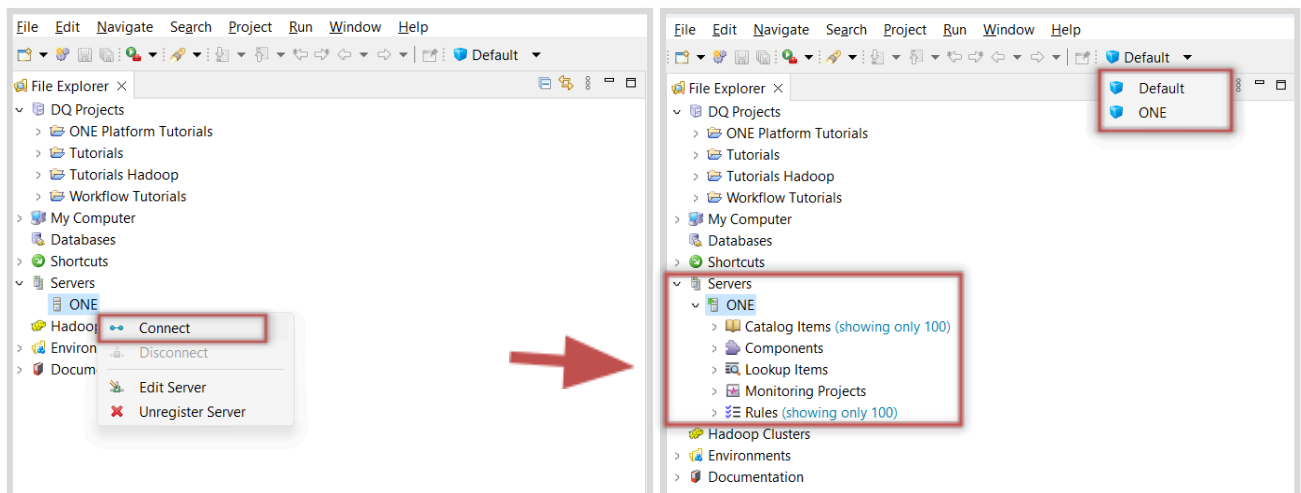 File Edit Navigate Search Project Run Window Help
Default
File Explorer
DQ Projects
ONE Platform Tutorials
Tutorials
Tutorials Hadoop
Workflow Tutorials
My Computer
Databases
Shortcuts
Servers
ONE
Hadoop
Connect
Disconnect
Environ
Docum
Edit Server
Unregister Server
File Edit Navigate Search Project Run Window Help
Default
File Explorer
Default
ONE
DQ Projects
ONE Platform Tutorials
Tutorials
Tutorials Hadoop
Workflow Tutorials
My Computer
Databases
Shortcuts
Servers
ONE
Catalog Items (showing only 100)
Components
Lookup Items
Monitoring Projects
Rules (showing only 100)
Hadoop Clusters
Environments
Documentation